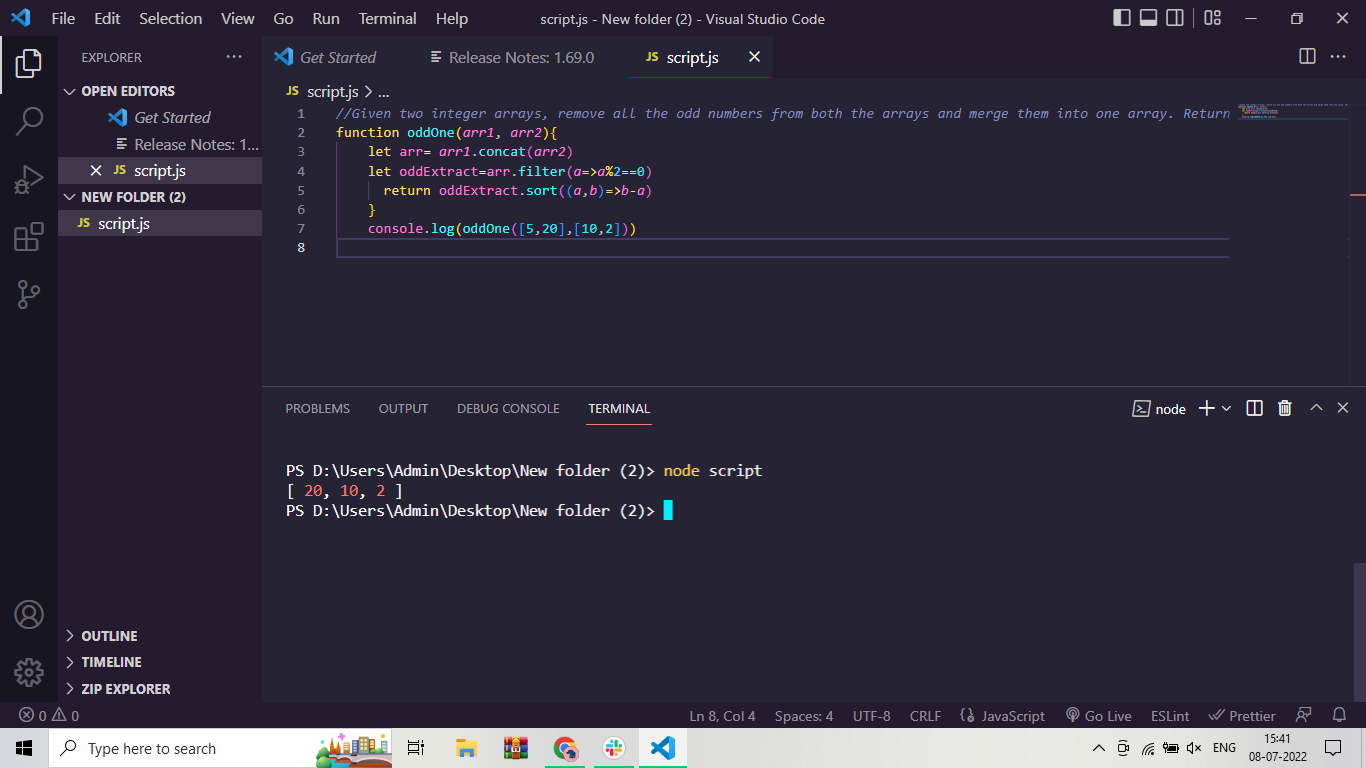 File Edit Selection View Go Run Terminal Help
script.js - New folder (2) - Visual Studio Code
EXPLORER
OPEN EDITORS
Get Started
Release Notes: 1...
JS script.js
NEW FOLDER (2)
JS script.js
OUTLINE
TIMELINE
ZIP EXPLORER
Get Started
Release Notes: 1.69.0
JS script.js
JS script.js > ...
1 //Given two integer arrays, remove all the odd numbers from both the arrays and merge them into one array. Return
2 function oddOne(arr1, arr2){
3 let arr= arr1.concat(arr2)
4 let oddExtract=arr.filter(a=>a%2==0)
5 return oddExtract.sort((a,b)=>b-a)
6 }
7 console.log(oddOne([5,20],[10,2]))
8
PROBLEMS OUTPUT DEBUG CONSOLE TERMINAL
node
PS D:\Users\Admin\Desktop\New folder (2)> node script
[ 20, 10, 2 ]
PS D:\Users\Admin\Desktop\New folder (2)>
0 0
Ln 8, Col 4 Spaces: 4 UTF-8 CRLF JavaScript Go Live ESLint Prettier
Type here to search
ENG
15:41
08-07-2022